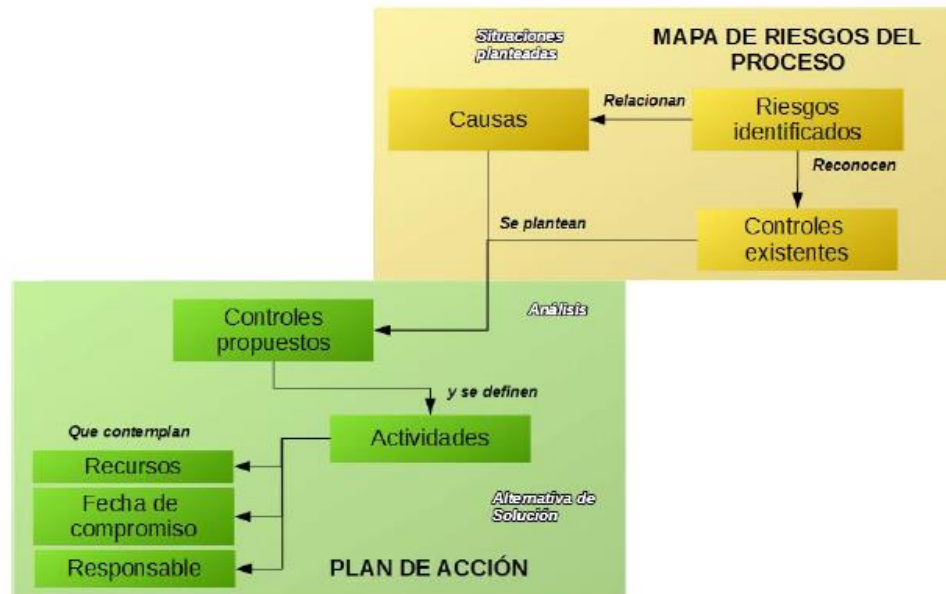 Situaciones
planteadas
MAPA DE RIESGOS DEL
PROCESO
Causas
Relacionan
Riesgos
identificados
Reconocen
Se plantean
Controles
existentes
Análisis
Controles
propuestos
y se definen
Que contemplan
Actividades
Recursos
Fecha de
compromiso
Alternativa de
Solución
Responsable
PLAN DE ACCIÓN